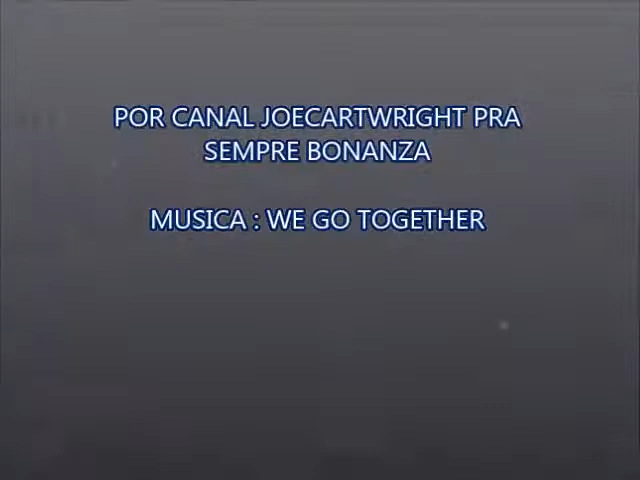 POR CANAL JOECARTWRIGHT PRA
SEMPRE BONANZA
MUSICA : WE GO TOGETHER